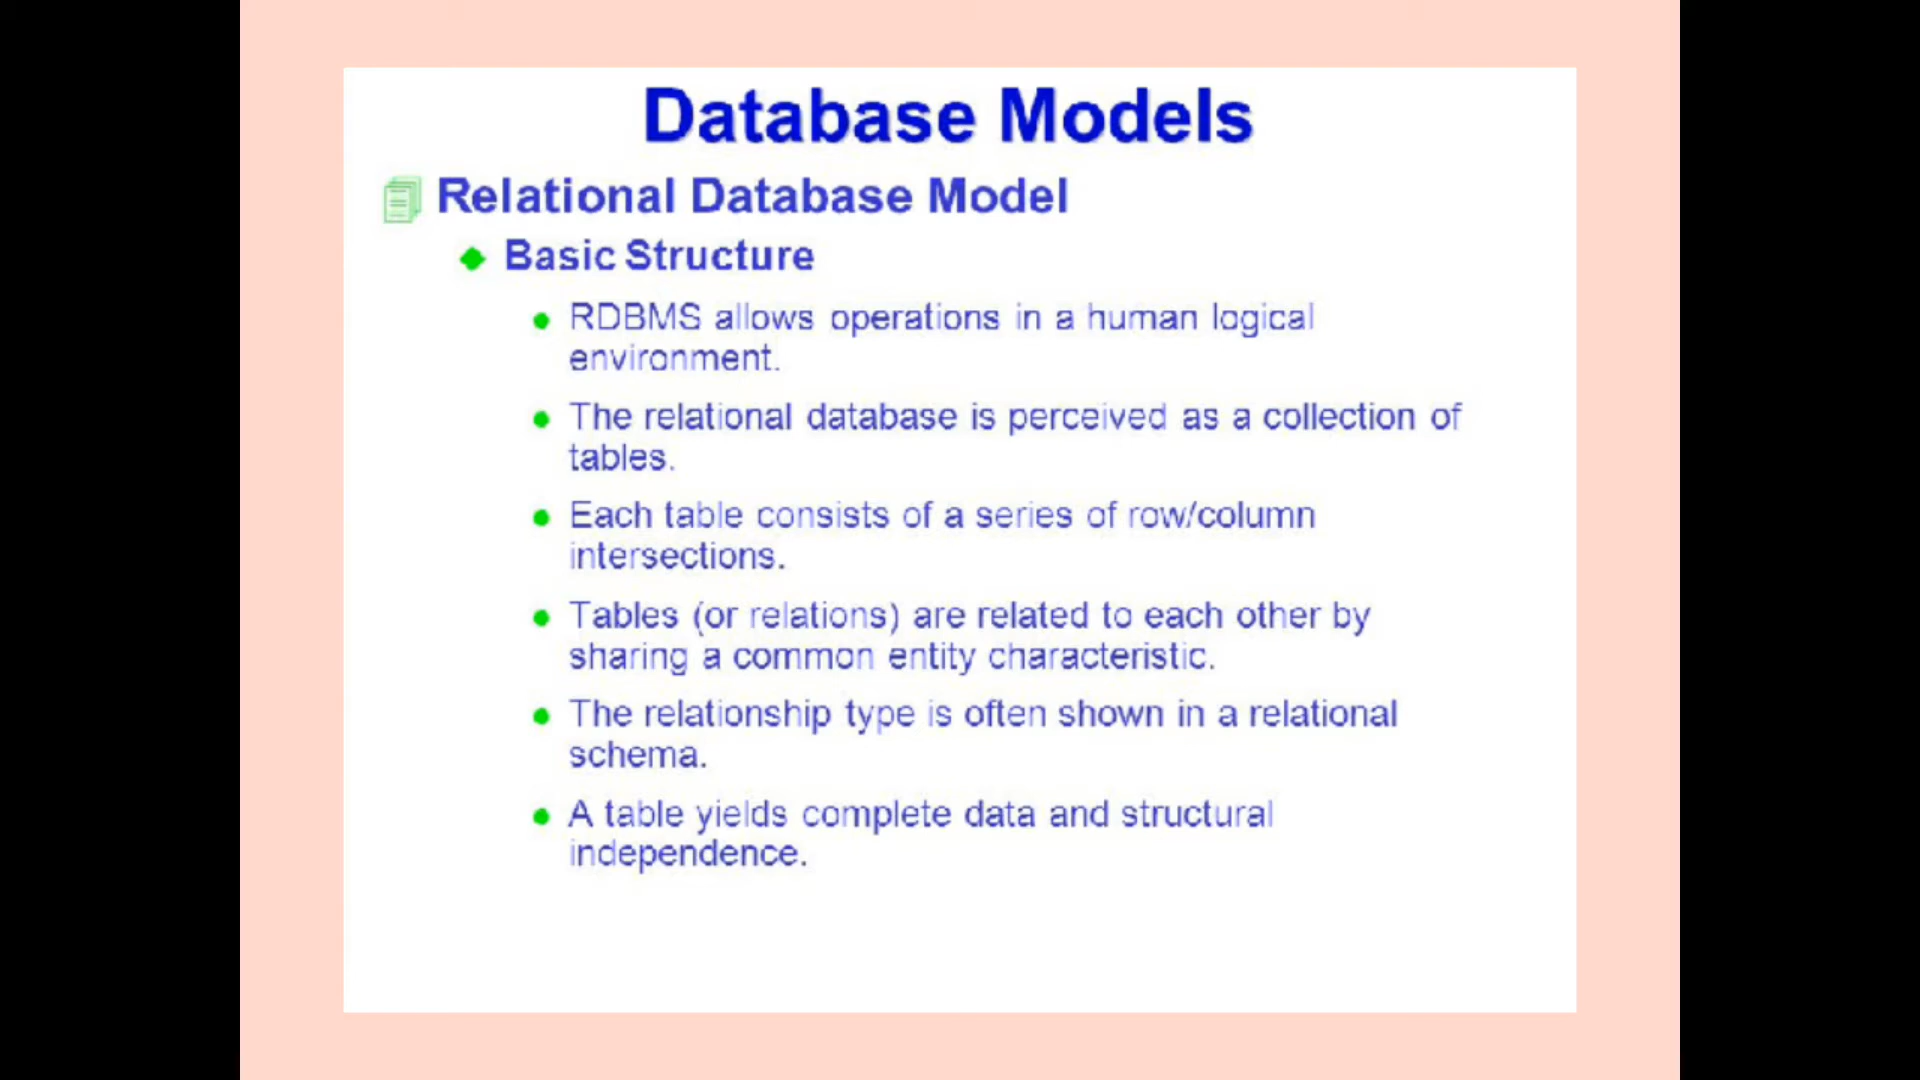 Database Models
Relational Database Model
Basic Structure
RDBMS allows operations in a human logical
environment.
The relational database is perceived as a collection of
tables.
Each table consists of a series of row/column
intersections.
Tables (or relations) are related to each other by
sharing a common entity characteristic.
The relationship type is often shown in a relational
schema.
A table yields complete data and structural
independence.